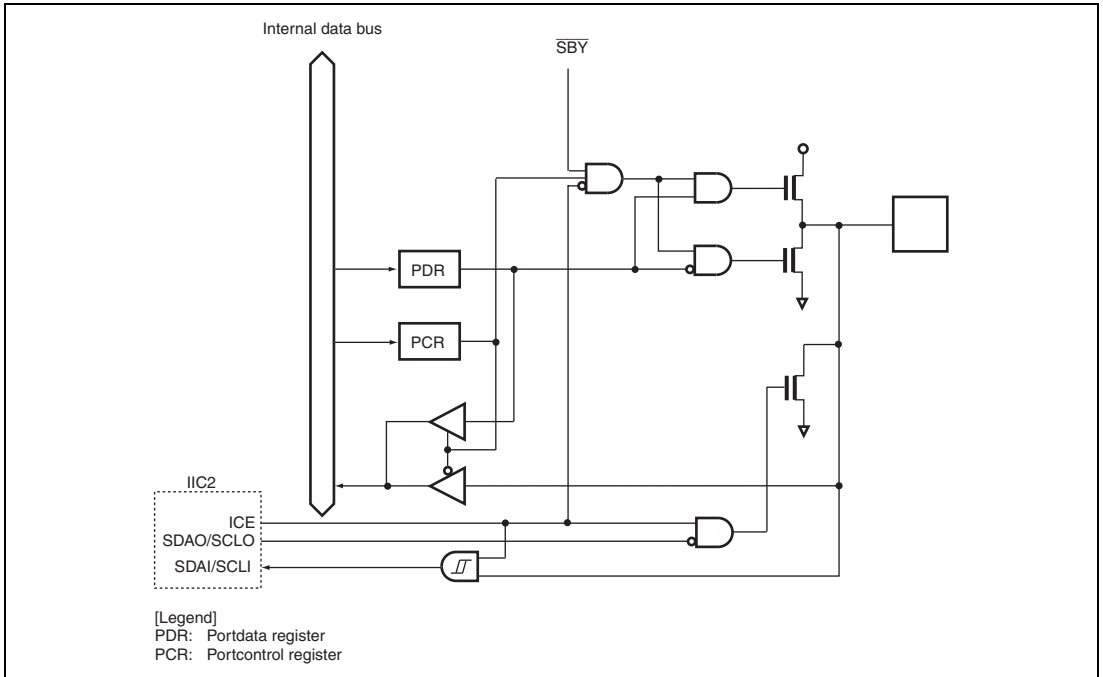 Internal data bus
SBY
PDR
PCR
IIC2
ICE
SDAO/SCLO
SDAI/SCLI
[Legend]
PDR: Portdata register
PCR: Portcontrol register